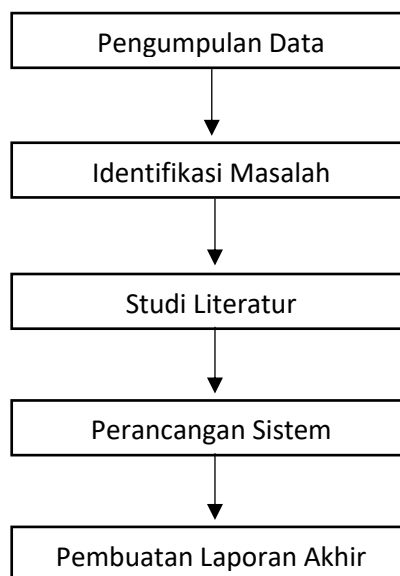 Pengumpulan Data
Identifikasi Masalah
Studi Literatur
Perancangan Sistem
Pembuatan Laporan Akhir